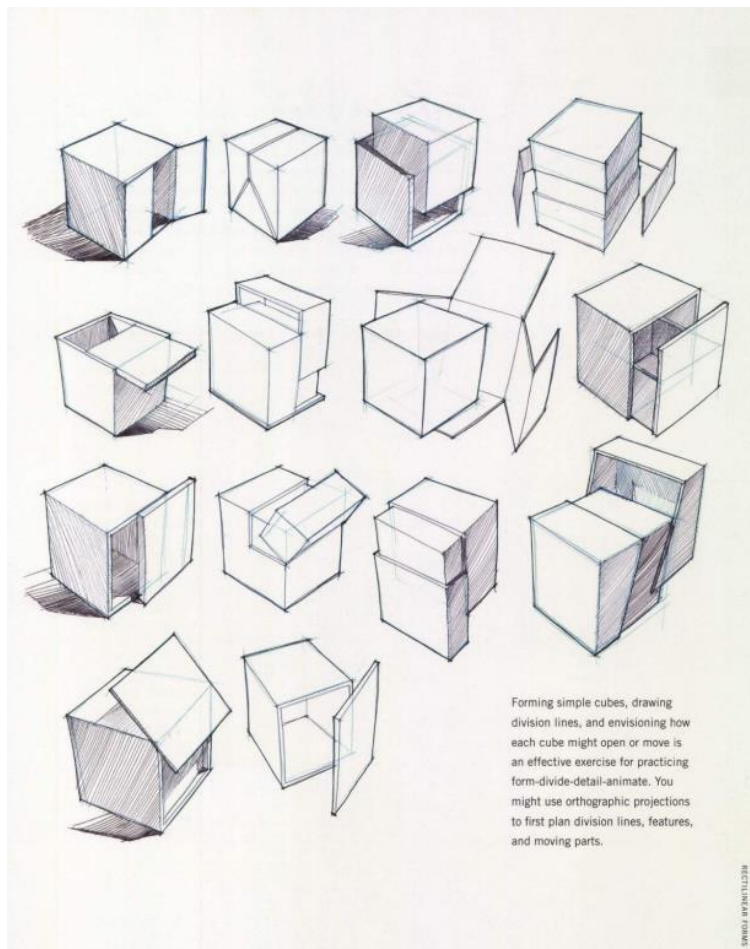 Forming simple cubes, drawing
division lines, and envisioning how
each cube might open or move is
an effective exercise for practicing
form-divide-detail-animate. You
might use orthographic projections
to first plan division lines, features,
and moving parts.
RECTILINEAR FORMS